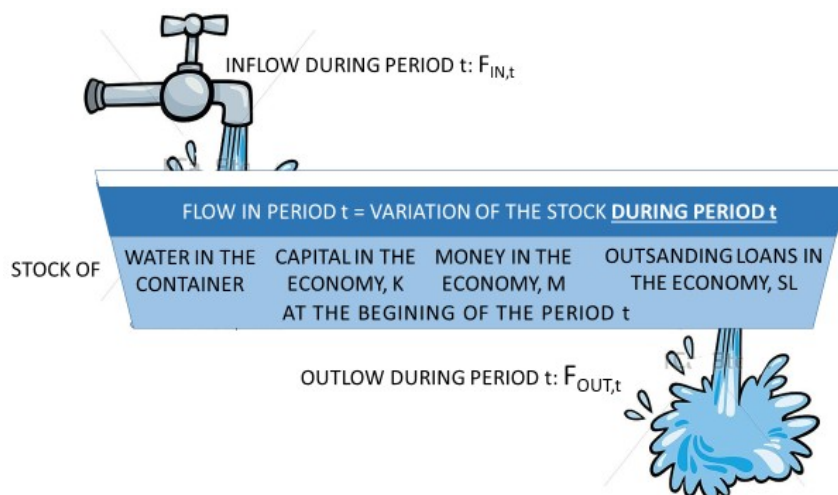 INFLOW DURING PERIOD t: F_IN,t
FLOW IN PERIOD t = VARIATION OF THE STOCK DURING PERIOD t
STOCK OF
WATER IN THE CONTAINER
CAPITAL IN THE ECONOMY, K
MONEY IN THE ECONOMY, M
OUTSANDING LOANS IN THE ECONOMY, SL
AT THE BEGINING OF THE PERIOD t
OUTLOW DURING PERIOD t: F_OUT,t